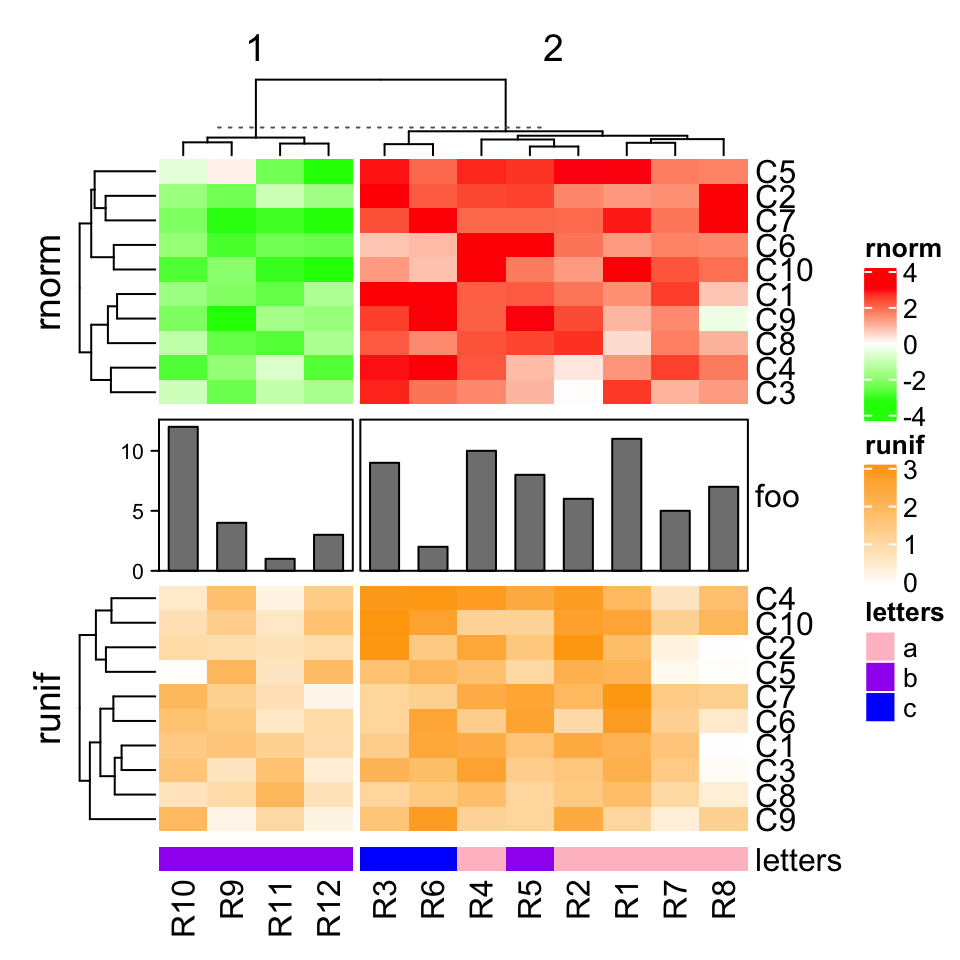 1 2
rnorm
C5
C2
C7
C6
C10
C1
C9
C8
C4
C3
10
5
0
foo
runif
C4
C10
C2
C5
C7
C6
C1
C3
C8
C9
letters
R10 R9 R11 R12 R3 R6 R4 R5 R2 R1 R7 R8
rnorm
4
2
0
-2
-4
runif
3
2
1
0
letters
a
b
c